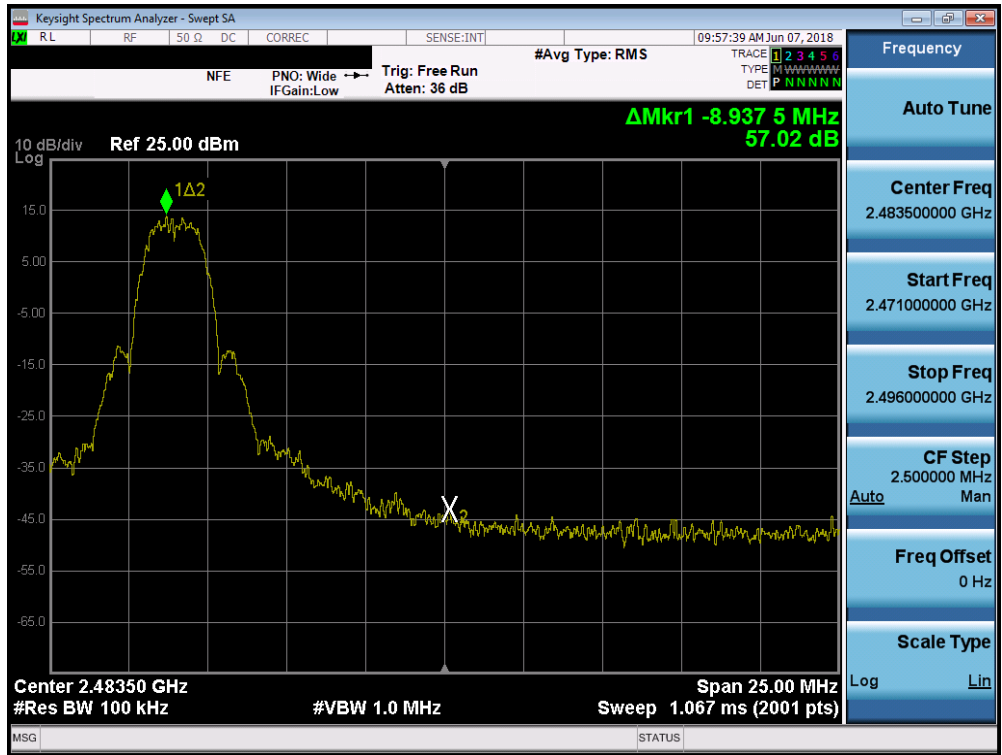 Keysight Spectrum Analyzer - Swept SA
LXI RL RF 50 Ω DC CORREC SENSE:INT 09:57:39 AM Jun 07, 2018
#Avg Type: RMS TRACE 1 2 3 4 5 6
NFE PNO: Wide Trig: Free Run TYPE M W W W W W
IFGain:Low Atten: 36 dB DET P N N N N N
ΔMkr1 -8.937 5 MHz
57.02 dB
10 dB/div Ref 25.00 dBm
Log
1Δ2
15.0
5.00
-5.00
-15.0
-25.0
-35.0
-45.0
X2
-55.0
-65.0
Center 2.48350 GHz Span 25.00 MHz
#Res BW 100 kHz #VBW 1.0 MHz Sweep 1.067 ms (2001 pts)
MSG STATUS
Frequency
Auto Tune
Center Freq
2.483500000 GHz
Start Freq
2.471000000 GHz
Stop Freq
2.496000000 GHz
CF Step
2.500000 MHz
Auto Man
Freq Offset
0 Hz
Scale Type
Log Lin